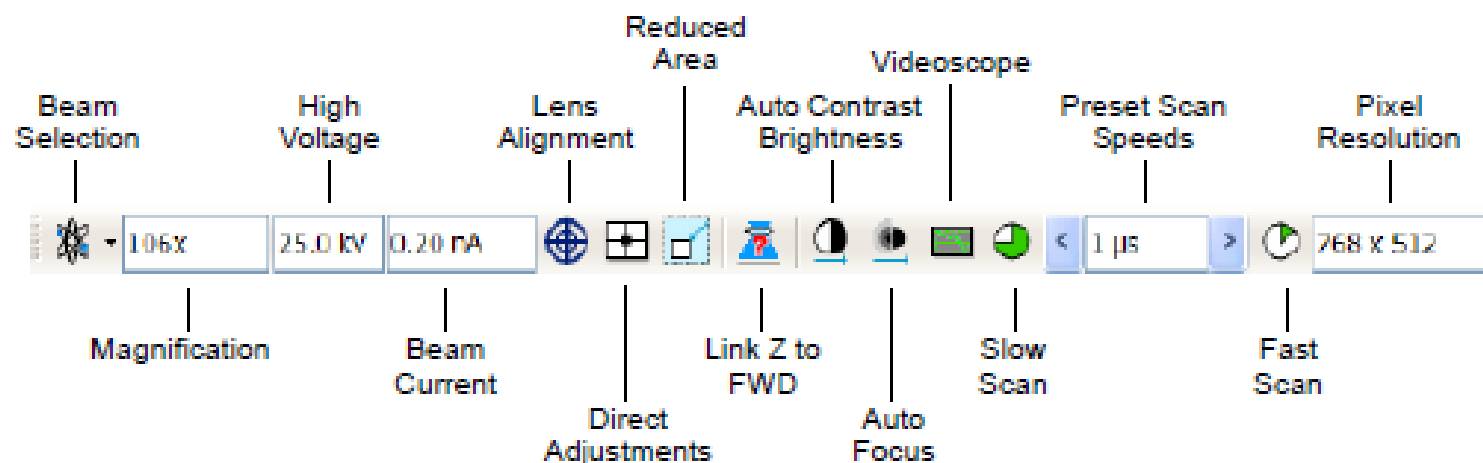 Reduced
Area
Videoscope
Beam
Selection
High
Voltage
Lens
Alignment
Auto Contrast
Brightness
Preset Scan
Speeds
Pixel
Resolution
106x
25.0 kV
0.20 nA
?
<
1 µs
>
768 x 512
Magnification
Beam
Current
Link Z to
FWD
Slow
Scan
Fast
Scan
Direct
Adjustments
Auto
Focus